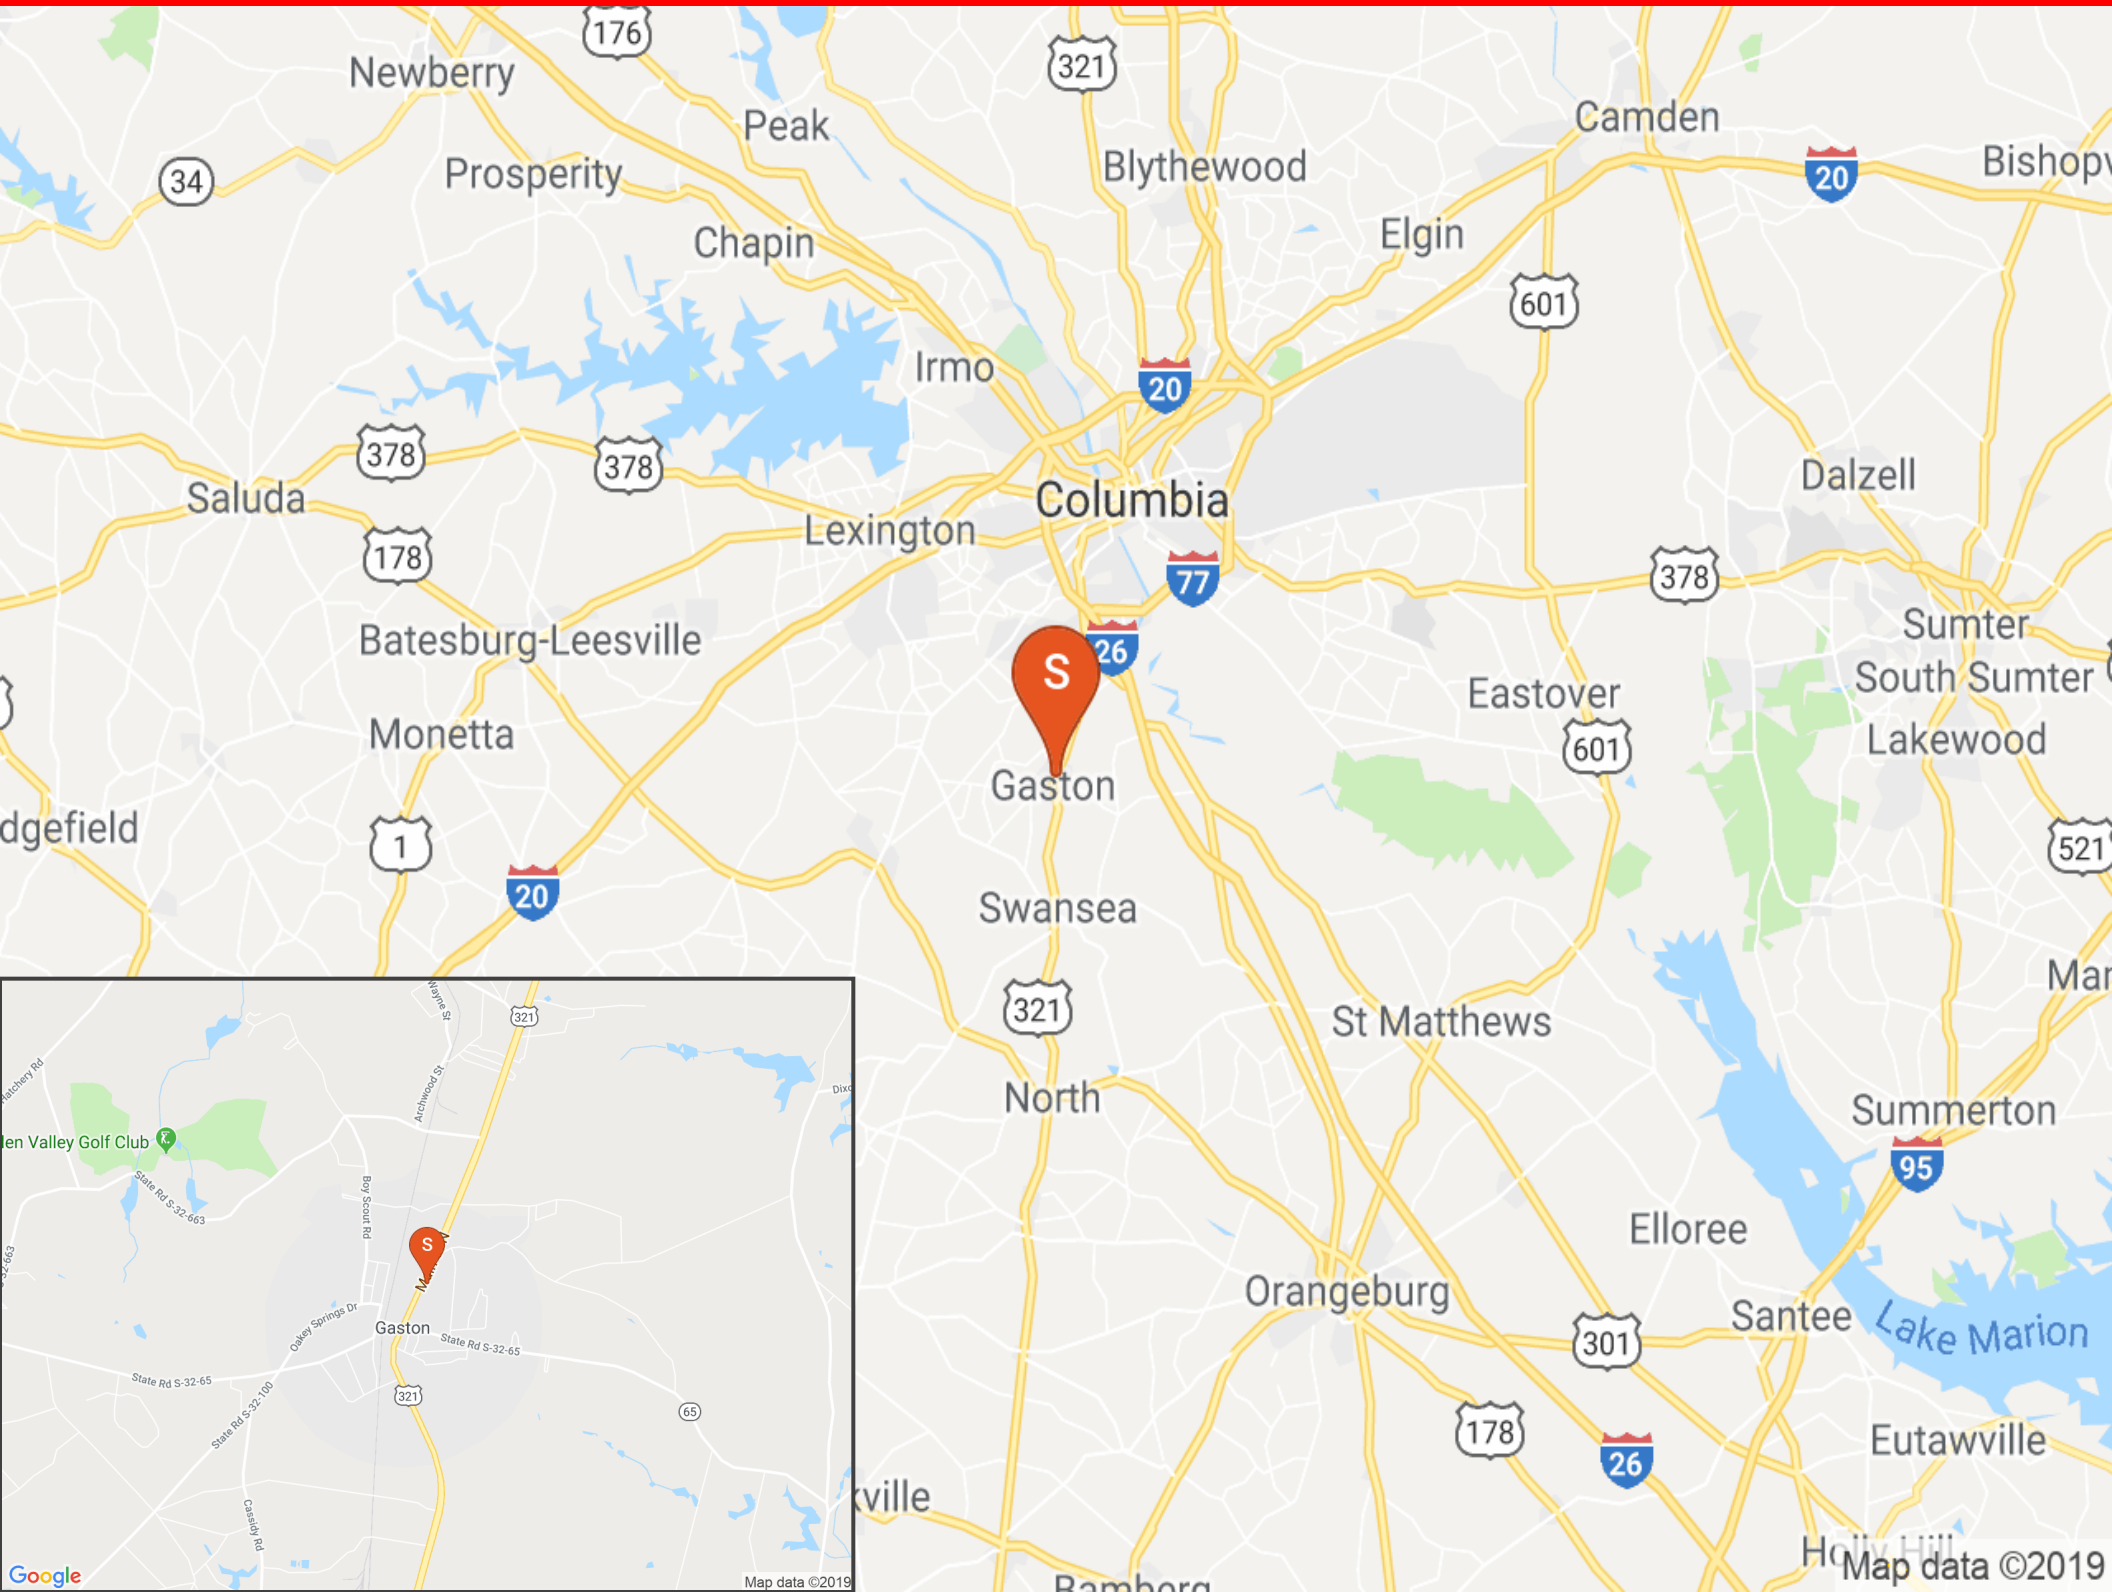 176
Newberry
321
Peak
Camden
Blythewood
20
34
Prosperity
Elgin
Chapin
601
Irmo
20
378
378
Dalzell
Saluda
Columbia
Lexington
178
77
378
Sumter
Batesburg-Leesville
26
S
South Sumter
Eastover
Monetta
601
Lakewood
Gaston
1
521
20
Swansea
321
St Matthews
North
Summerton
95
Elloree
Orangeburg
Santee
301
Lake Marion
178
26
Eutawville
Holly Hill
Map data ©2019
Wayne St
321
Hatchery Rd
Archwood St
State Rd S-32-663
Boy Scout Rd
S
Oakey Springs Dr
Gaston
State Rd S-32-65
State Rd S-32-65
321
State Rd S-32-100
65
Cassidy Rd
Google
Map data ©2019